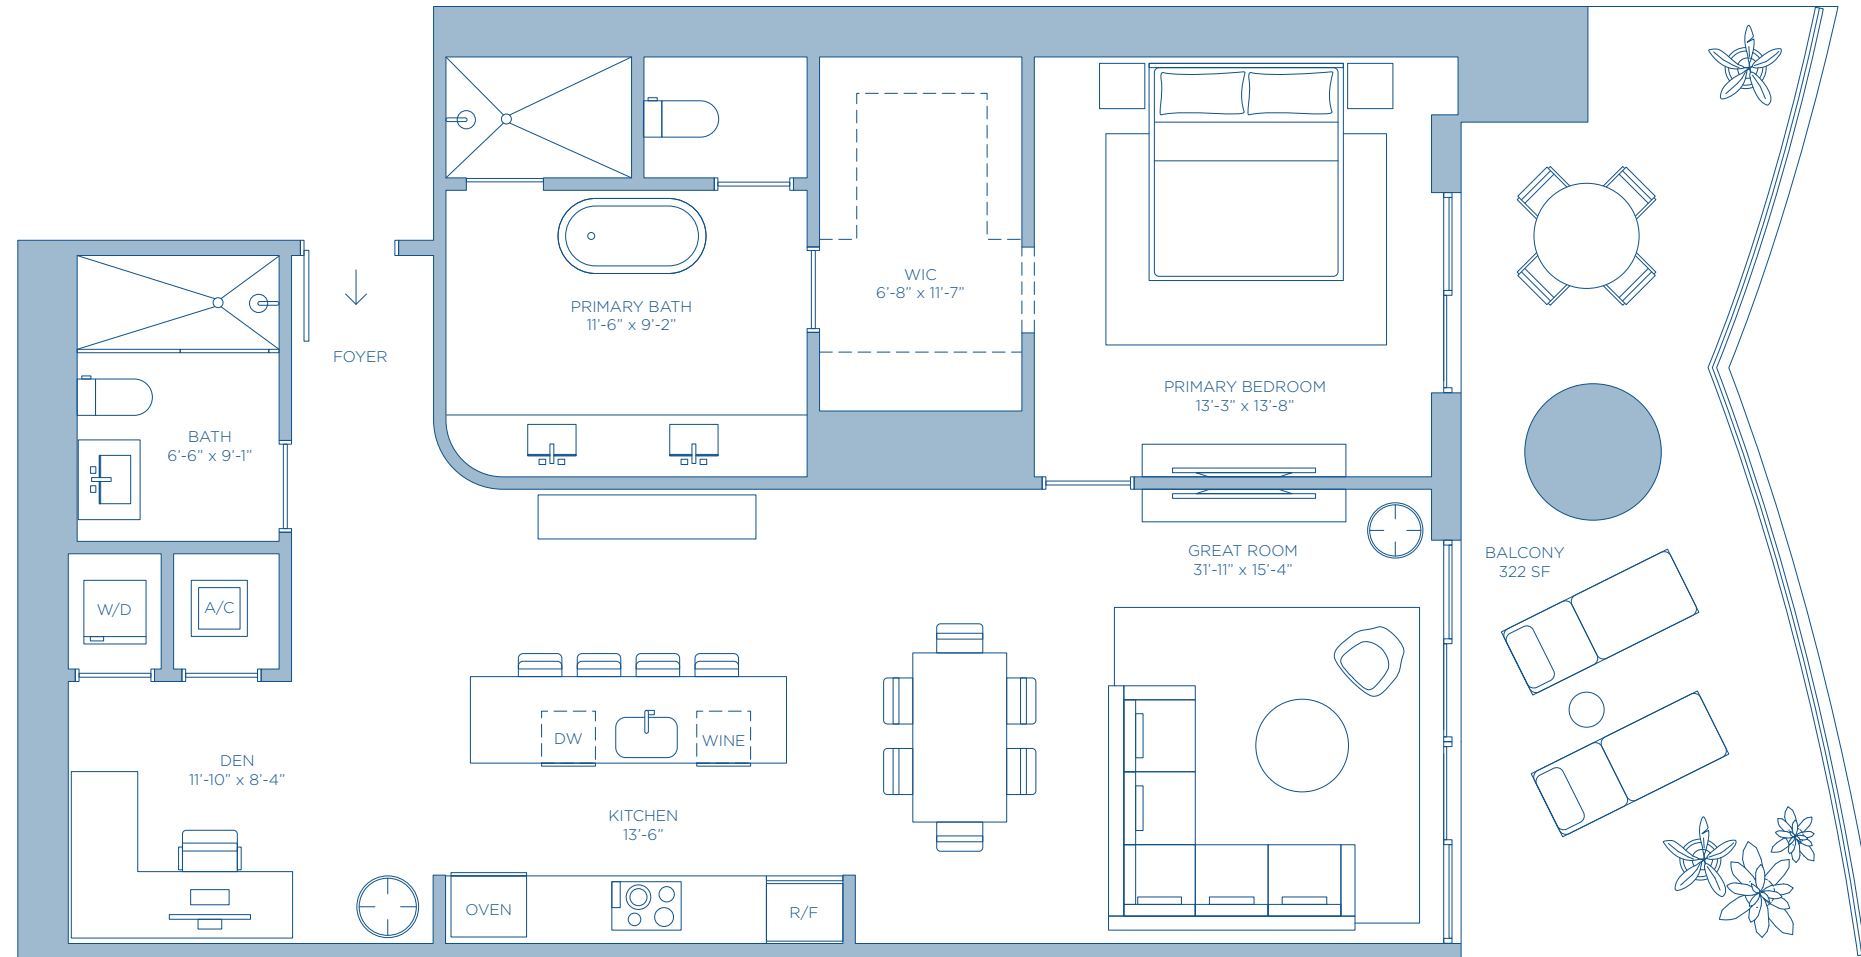 WIC
6'-8” x 11'-7”
PRIMARY BATH
11'-6” x 9'-2”
FOYER
PRIMARY BEDROOM
13'-3” x 13'-8”
BATH
6'-6” x 9'-1”
GREAT ROOM
31'-11” x 15'-4”
BALCONY
322 SF
W/D
A/C
DW
WINE
DEN
11'-10” x 8'-4”
KITCHEN
13'-6”
OVEN
R/F